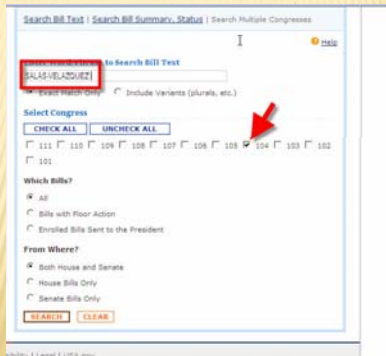 Search Bill Text | Search Bill Summary, Status | Search Multiple Congresses
Help
to Search Bill Text
SALAS-VELAZQUEZ
Exact Match Only Include Variants (plurals, etc.)
Select Congress
CHECK ALL UNCHECK ALL
111 110 109 108 107 106 105 104 103 102
101
Which Bills?
All
Bills with Floor Action
Enrolled Bills Sent to the President
From Where?
Both House and Senate
House Bills Only
Senate Bills Only
SEARCH CLEAR
| Legal | USA.gov